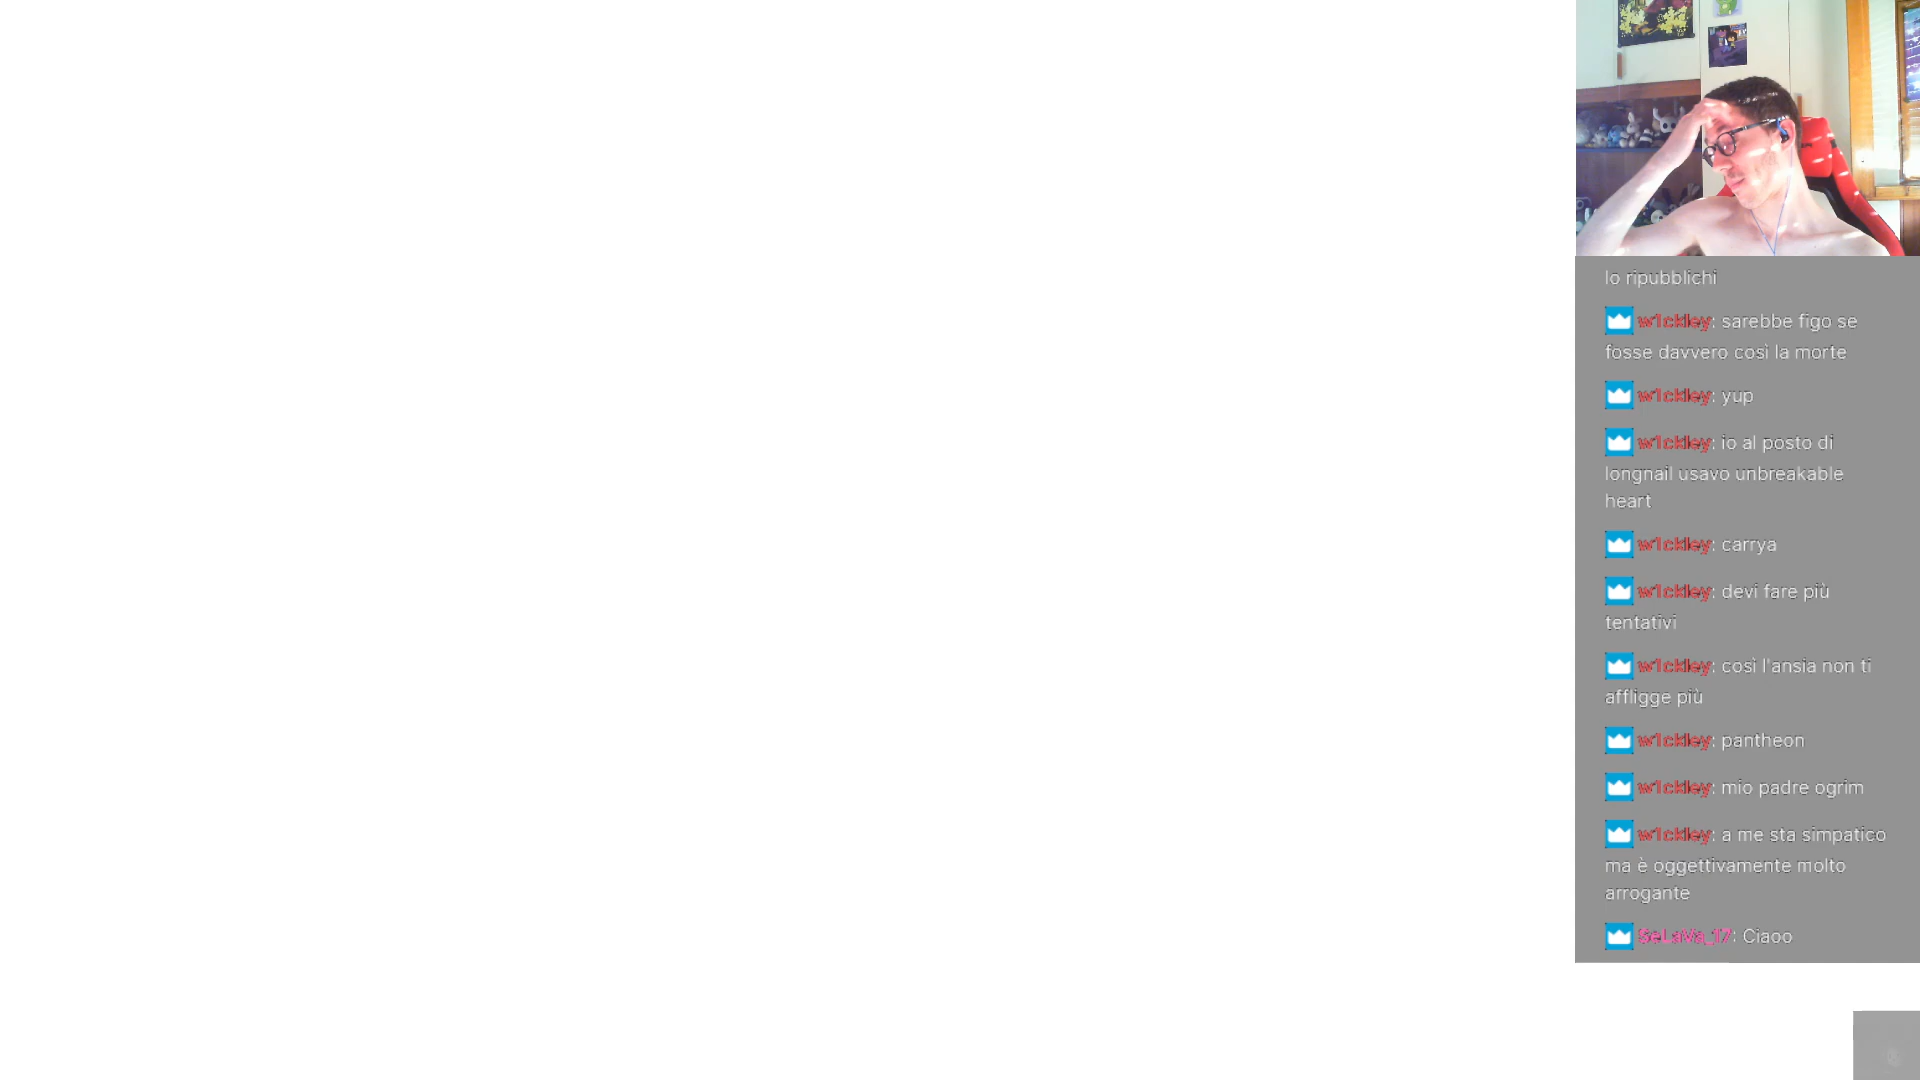 lo ripubblichi
w1ckley: sarebbe figo se
fosse davvero così la morte
w1ckley: yup
w1ckley: io al posto di
longnail usavo unbreakable
heart
w1ckley: carrya
w1ckley: devi fare più
tentativi
w1ckley: così l'ansia non ti
affligge più
w1ckley: pantheon
w1ckley: mio padre ogrim
w1ckley: a me sta simpatico
ma è oggettivamente molto
arrogante
SeLaVa_17: Ciaoo